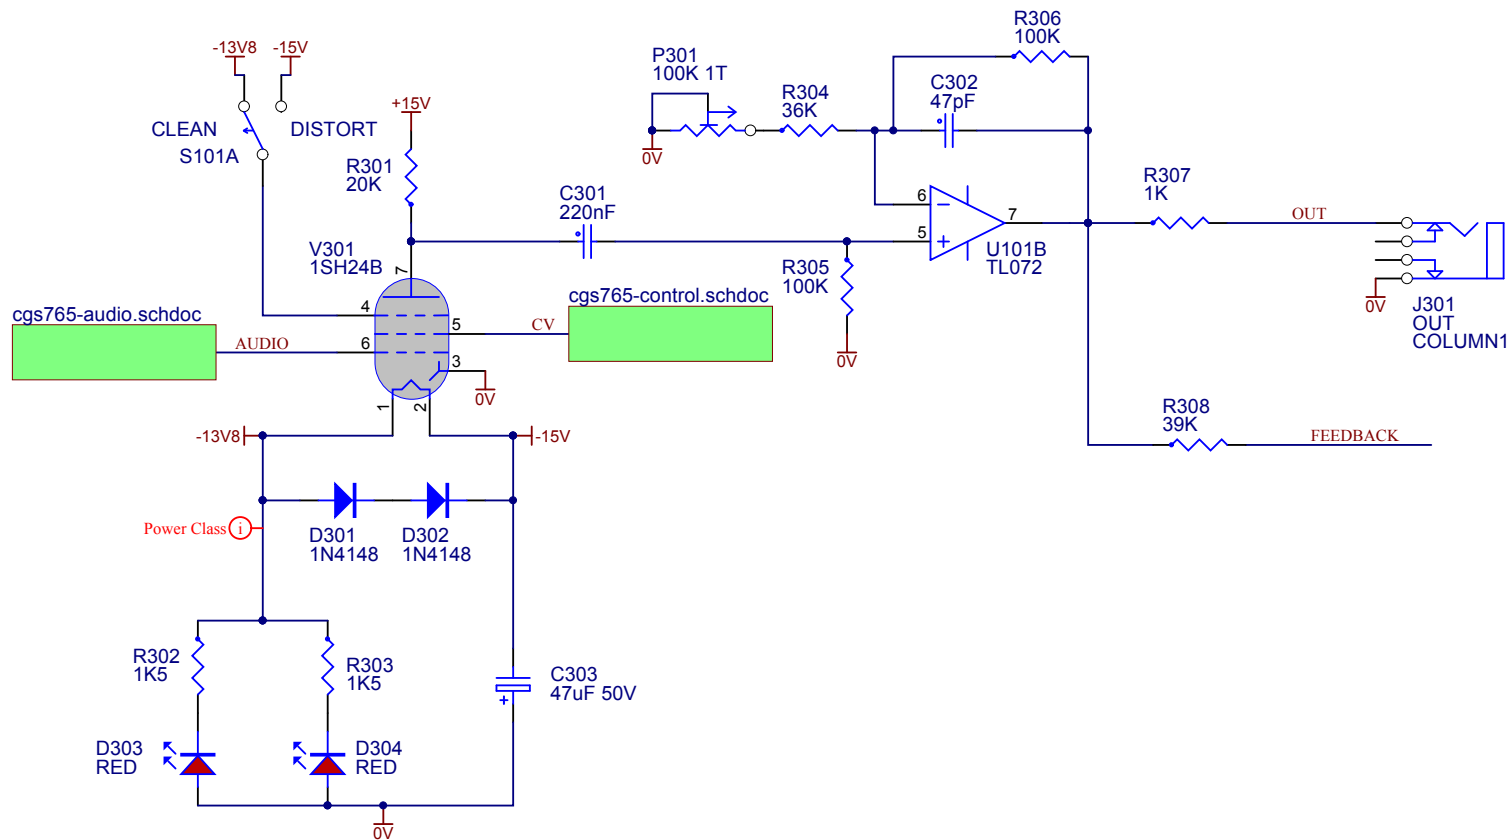 R306
100K
P301
100K 1T
-13V8
-15V
R304
36K
C302
47pF
CLEAN
DISTORT
S101A
+15V
0V
R301
20K
C301
220nF
R307
1K
OUT
6
5
7
U101B
TL072
V301
1SH24B
7
R305
100K
4
5
6
3
cgs765-audio.schdoc
AUDIO
cgs765-control.schdoc
CV
0V
J301
OUT
COLUMN1
0V
0V
1
2
R308
39K
FEEDBACK
-13V8
-15V
Power Class
i
D301
1N4148
D302
1N4148
R302
1K5
R303
1K5
C303
47uF 50V
+
D303
RED
D304
RED
0V